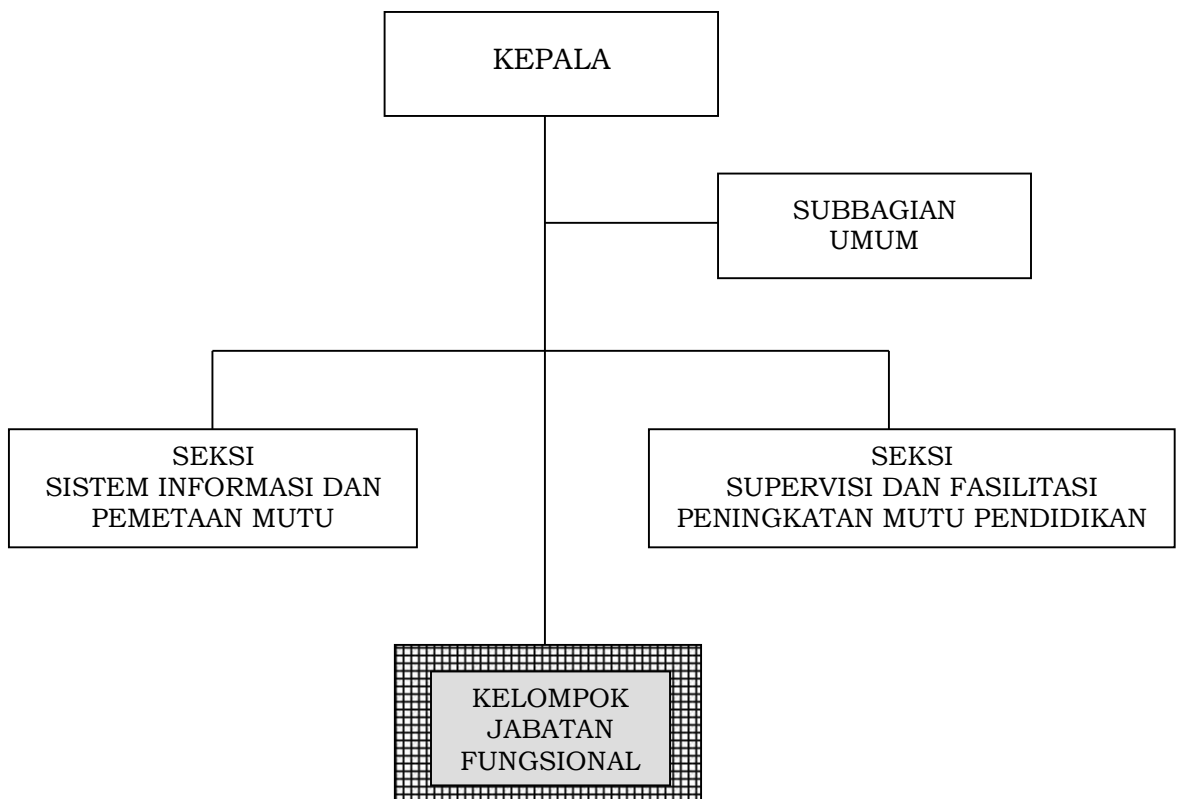 KEPALA
SUBBAGIAN
UMUM
SEKSI
SISTEM INFORMASI DAN
PEMETAAN MUTU
SEKSI
SUPERVISI DAN FASILITASI
PENINGKATAN MUTU PENDIDIKAN
KELOMPOK
JABATAN
FUNGSIONAL